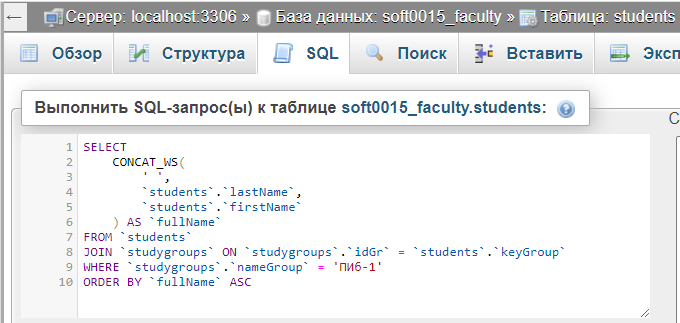 ← Сервер: localhost:3306 » База данных: soft0015_faculty » Таблица: students
Обзор Структура SQL Поиск Вставить Эксп
Выполнить SQL-запрос(ы) к таблице soft0015_faculty.students:
С
1 SELECT
2 CONCAT_WS(
3 ' ',
4 `students`.`lastName`,
5 `students`.`firstName`
6 ) AS `fullName`
7 FROM `students`
8 JOIN `studygroups` ON `studygroups`.`idGr` = `students`.`keyGroup`
9 WHERE `studygroups`.`nameGroup` = 'ПИб-1'
10 ORDER BY `fullName` ASC